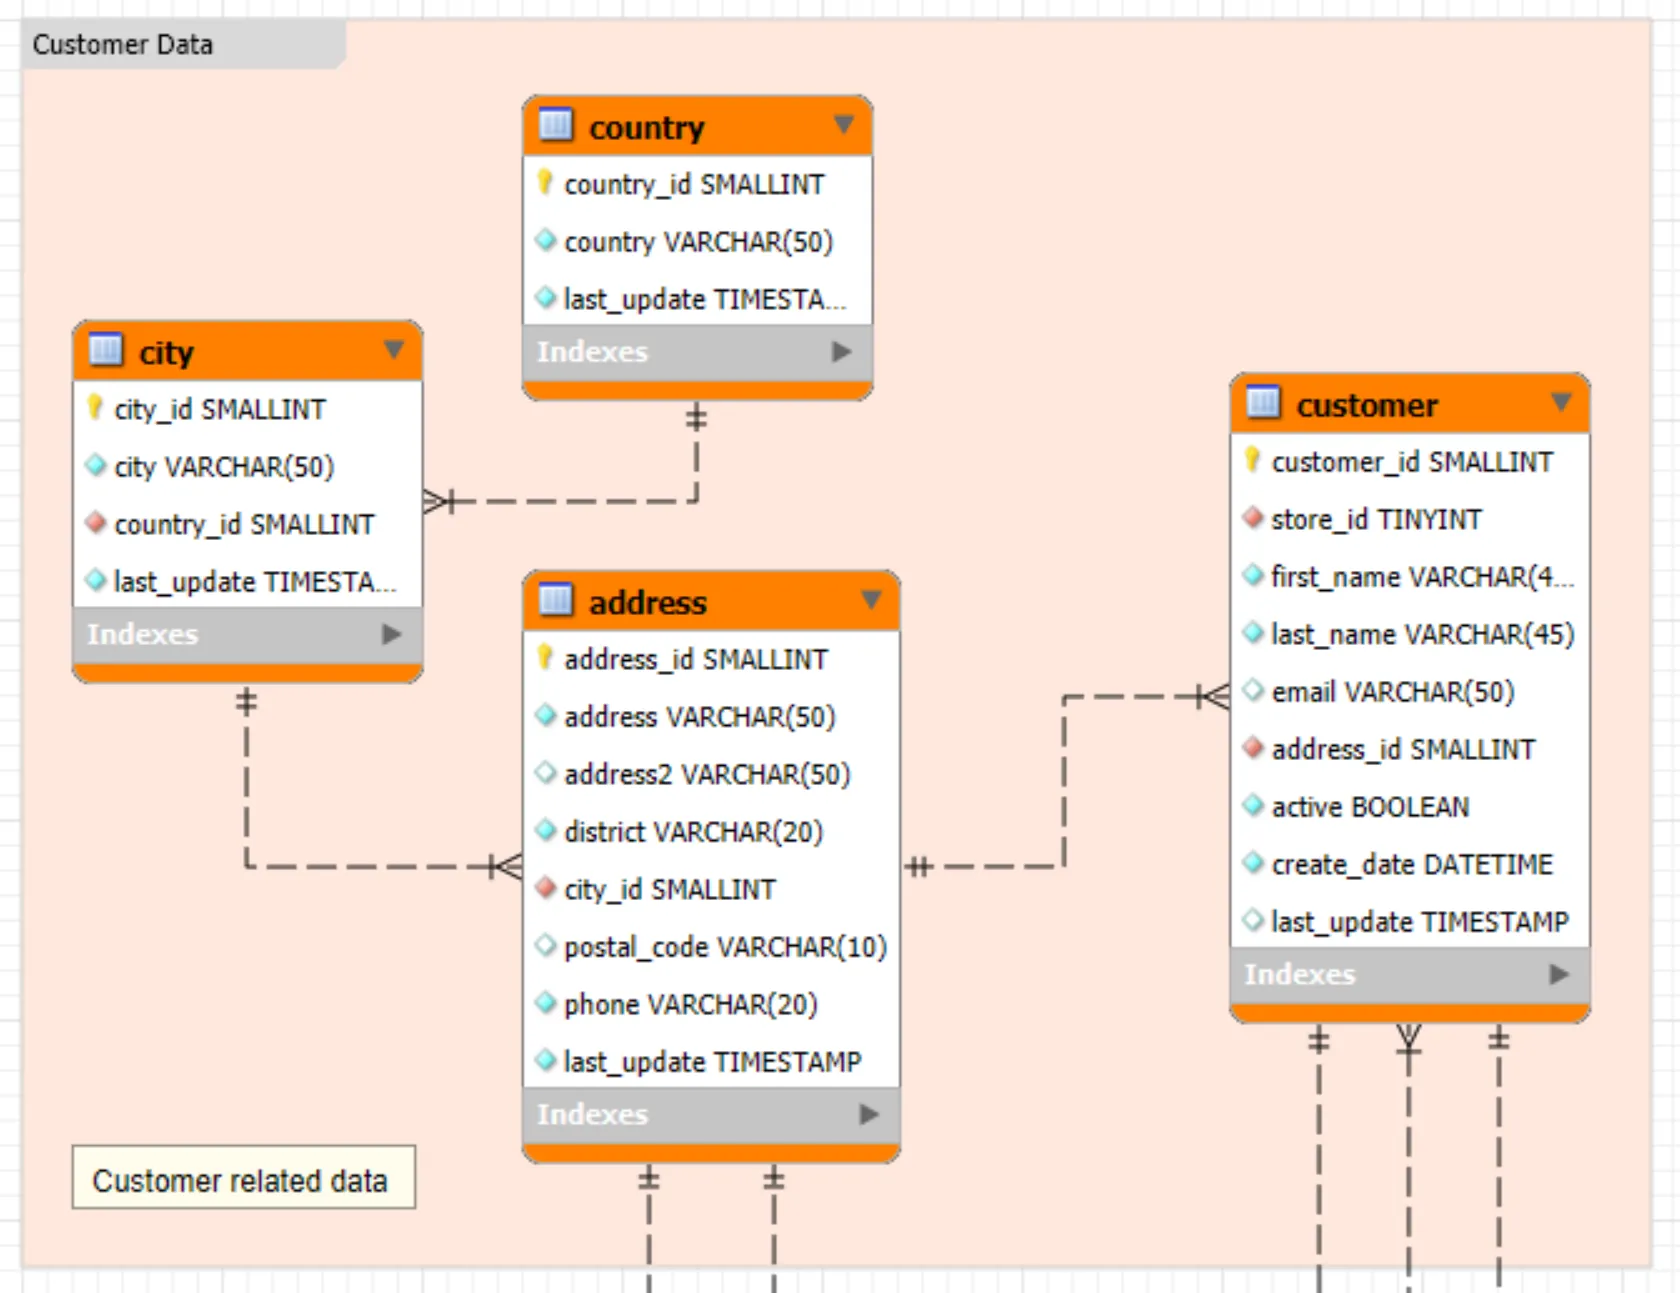 Customer Data
country
country_id SMALLINT
country VARCHAR(50)
last_update TIMESTA...
Indexes
city
city_id SMALLINT
city VARCHAR(50)
country_id SMALLINT
last_update TIMESTA...
Indexes
address
address_id SMALLINT
address VARCHAR(50)
address2 VARCHAR(50)
district VARCHAR(20)
city_id SMALLINT
postal_code VARCHAR(10)
phone VARCHAR(20)
last_update TIMESTAMP
Indexes
customer
customer_id SMALLINT
store_id TINYINT
first_name VARCHAR(4...
last_name VARCHAR(45)
email VARCHAR(50)
address_id SMALLINT
active BOOLEAN
create_date DATETIME
last_update TIMESTAMP
Indexes
Customer related data